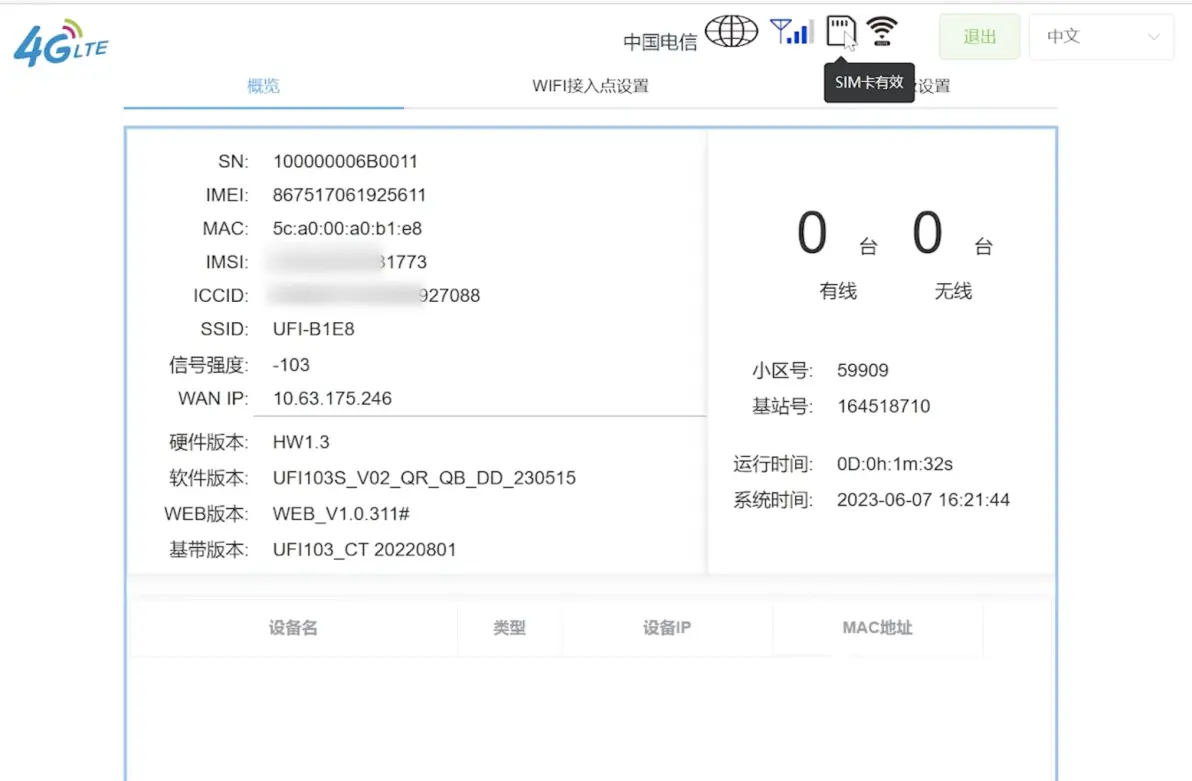 4G LTE
中国电信
退出
中文
概览
WIFI接入点设置
设置
SIM卡有效
SN: 100000006B0011
IMEI: 867517061925611
MAC: 5c:a0:00:a0:b1:e8
IMSI: 31773
ICCID: 927088
SSID: UFI-B1E8
信号强度: -103
WAN IP: 10.63.175.246
硬件版本: HW1.3
软件版本: UFI103S_V02_QR_QB_DD_230515
WEB版本: WEB_V1.0.311#
基带版本: UFI103_CT 20220801
0 台 0 台
有线 无线
小区号: 59909
基站号: 164518710
运行时间: 0D:0h:1m:32s
系统时间: 2023-06-07 16:21:44
设备名 类型 设备IP MAC地址